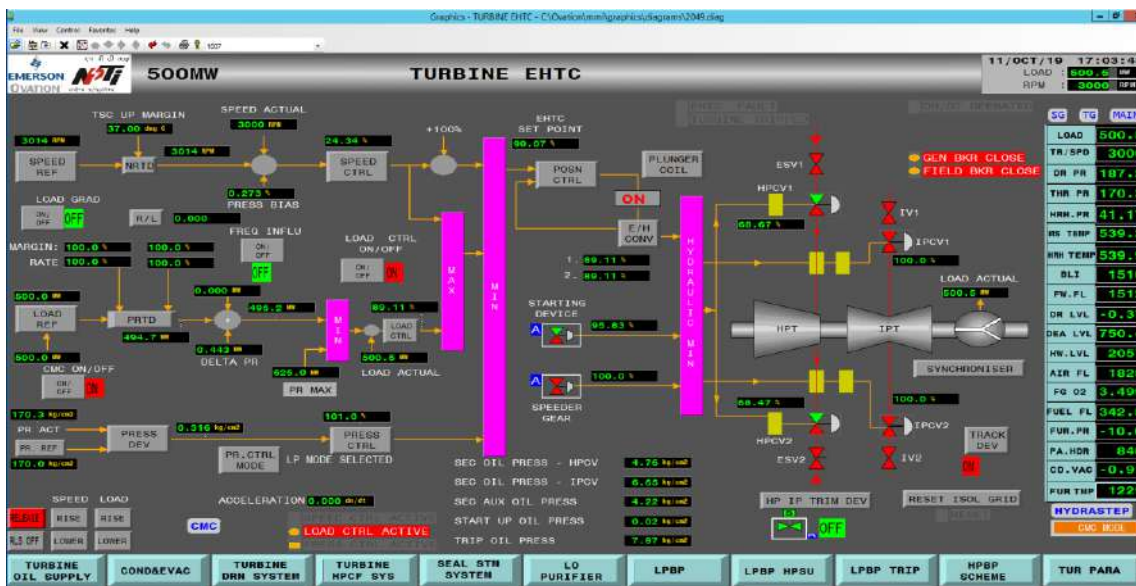 Graphics - TURBINE EHTC - C:\Ovation\mmi\graphics\diagrams\2049.diag
File View Control Favorites Help
1007
EMERSON OVATION NSTI 500MW TURBINE EHTC
11/OCT/19 17:03:4
LOAD : 500.5 MW
RPM : 3000 RPM
SPEED ACTUAL
3000 RPM
TSC UP MARGIN
37.00 deg C
3014 RPM
SPEED REF
NRTD
3014 RPM
0.273 %
PRESS BIAS
24.34 %
SPEED CTRL
+100%
EHTC SET POINT
90.07 %
POSN CTRL
PLUNGER COIL
ON
E/H CONV
1. 89.11 %
2. 89.11 %
LOAD GRAD
ON/OFF OFF
R/L 0.000
FREQ INFLU
ON/OFF
OFF
LOAD CTRL ON/OFF
ON/OFF ON
MARGIN: 100.0 % 100.0 %
RATE 100.0 % 100.0 %
500.0 MW
LOAD REF
500.0 MW
PRTD
494.7 MW
0.000 MW
495.2 MW
0.443 MW
DELTA PR
MIN
625.0 MW
PR MAX
89.11 %
LOAD CTRL
500.5 MW
LOAD ACTUAL
MAX
MIN
HYDRAULIC MIN
CMC ON/OFF
ON/OFF ON
170.3 kg/cm2
PR ACT
PR REF
170.0 kg/cm2
PRESS DEV
0.316 kg/cm2
PR.CTRL MODE
101.0 %
PRESS CTRL
LP MODE SELECTED
STARTING DEVICE
A
95.83 %
A
100.0 %
SPEEDER GEAR
TURBINE TRIPPED
GEN BKR CLOSE
FIELD BKR CLOSE
ESV1
HPCV1
68.67 %
IV1
IPCV1
100.0 %
LOAD ACTUAL
500.5 MW
HPT
IPT
SYNCHRONISER
68.47 %
HPCV2
ESV2
100.0 %
IPCV2
IV2
TRACK DEV
ON
HP IP TRIM DEV
OFF
RESET ISOL GRID
RESET
SEC OIL PRESS - HPCV 4.76 kg/cm2
SEC OIL PRESS - IPCV 6.65 kg/cm2
SEC AUX OIL PRESS 4.22 kg/cm2
START UP OIL PRESS 0.02 kg/cm2
TRIP OIL PRESS 7.97 kg/cm2
SPEED LOAD
RELEASE RISE RISE
RLS OFF LOWER LOWER
CMC
ACCELERATION 0.000
LOAD CTRL ACTIVE
SG TG MAIN
LOAD 500.
TR/SPD 300
DR PR 187.
THR PR 170.
HRH.PR 41.1
MS TEMP 539.
HRH TEMP 539.
BLI 151
FW.FL 151
DR LVL -0.3
DEA LVL 750.
HW.LVL 205
AIR FL 182
FG O2 3.49
FUEL FL 342.
FUR.PR -10.
PA.HDR 84
CD.VAC -0.9
FUR TMP 122
HYDRASTEP
CMC MODE
TURBINE OIL SUPPLY
COND&EVAC
TURBINE DRN SYSTEM
TURBINE HPCF SYS
SEAL STM SYSTEM
LO PURIFIER
LPBP
LPBP HPSU
LPBP TRIP
HPBP SCHEME
TUR PARA